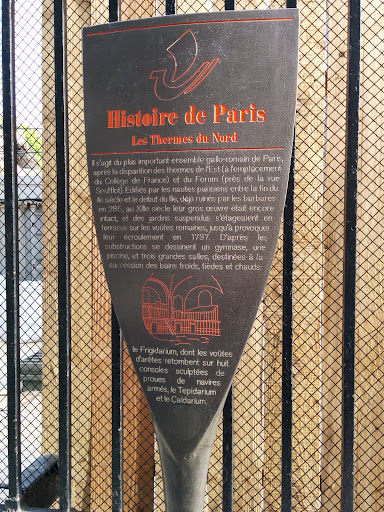 Histoire de Paris
Les Thermes du Nord
Il s'agit du plus important ensemble gallo-romain de Paris,
après la disparition des thermes de l'Est (à l'emplacement
du Collège de France) et du Forum (près de la rue
Soufflot). Edifiés par les nautes parisiens entre la fin du
IIe siècle et le début du IIIe, déjà ruinés par les barbares
en 285, au XIIIe siècle leur gros œuvre était encore
intact, et des jardins suspendus s'étageaient en
terrasse sur les voûtes romaines, jusqu'à provoquer
leur écroulement en 1737. D'après les
substructions se dessinent un gymnase, une
piscine, et trois grandes salles, destinées à la
succession des bains froids, tièdes et chauds:
le Frigidarium, dont les voûtes
d'arêtes retombent sur huit
consoles sculptées de
proues de navires
armés, le Tepidarium
et le Caldarium.